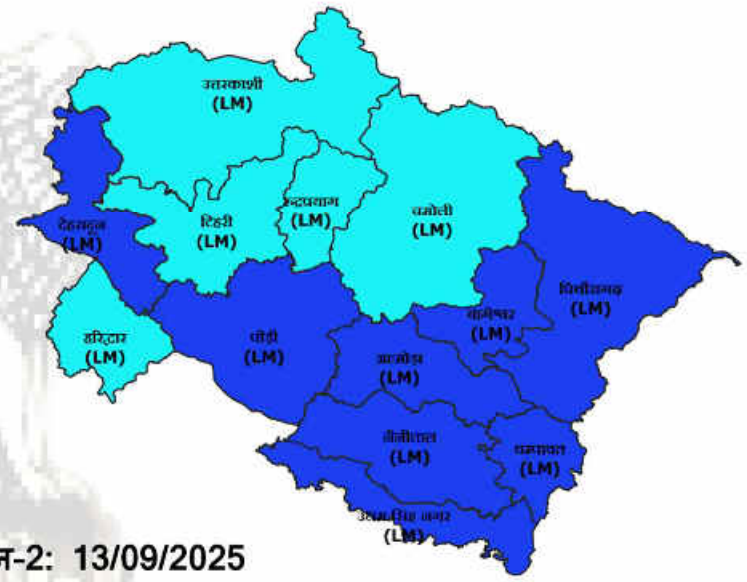 उत्तरकाशी
(LM)
देहरादून
(LM)
टिहरी
(LM)
रुद्रप्रयाग
(LM)
चमोली
(LM)
हरिद्वार
(LM)
पौड़ी
(LM)
बागेश्वर
(LM)
पिथौरागढ़
(LM)
अल्मोड़ा
(LM)
नैनीताल
(LM)
चम्पावत
(LM)
उधम सिंह नगर
(LM)
-2: 13/09/2025